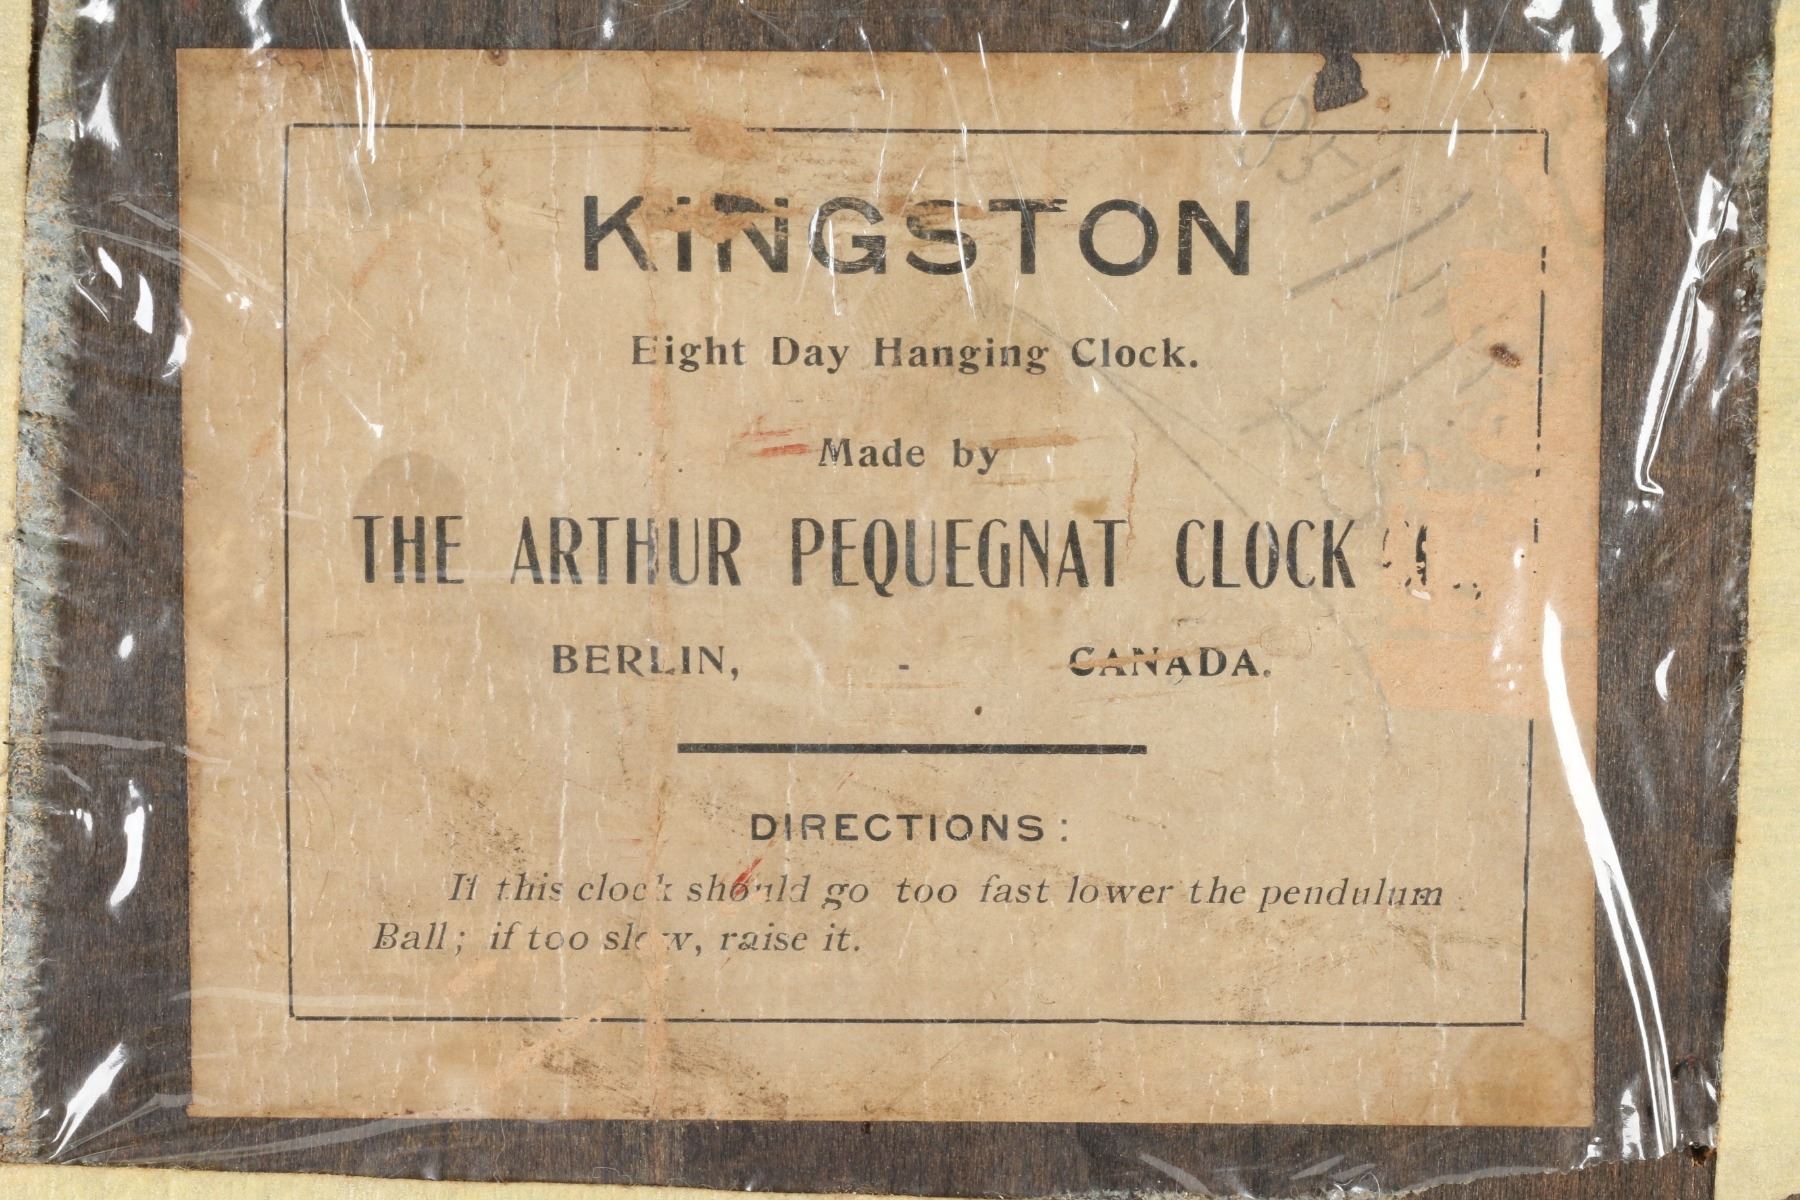 KINGSTON
Eight Day Hanging Clock.
Made by
THE ARTHUR PEQUEGNAT CLOCK
BERLIN, - CANADA.
DIRECTIONS:
If this clock should go too fast lower the pendulum
Ball; if too slow, raise it.